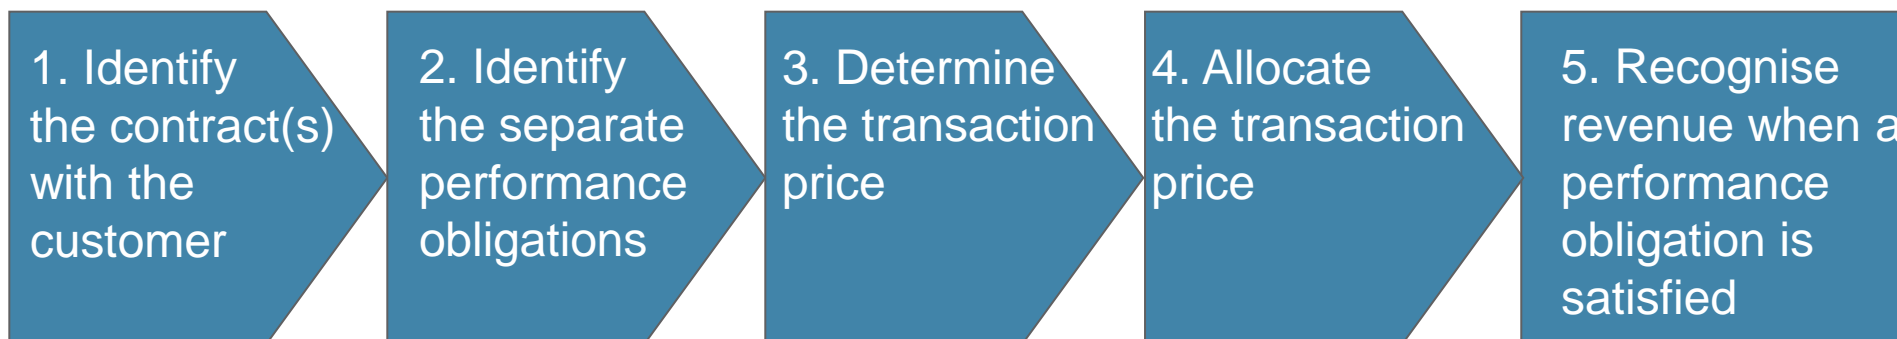 1. Identify
the contract(s)
with the
customer
2. Identify
the separate
performance
obligations
3. Determine
the transaction
price
4. Allocate
the transaction
price
5. Recognise
revenue when a
performance
obligation is
satisfied